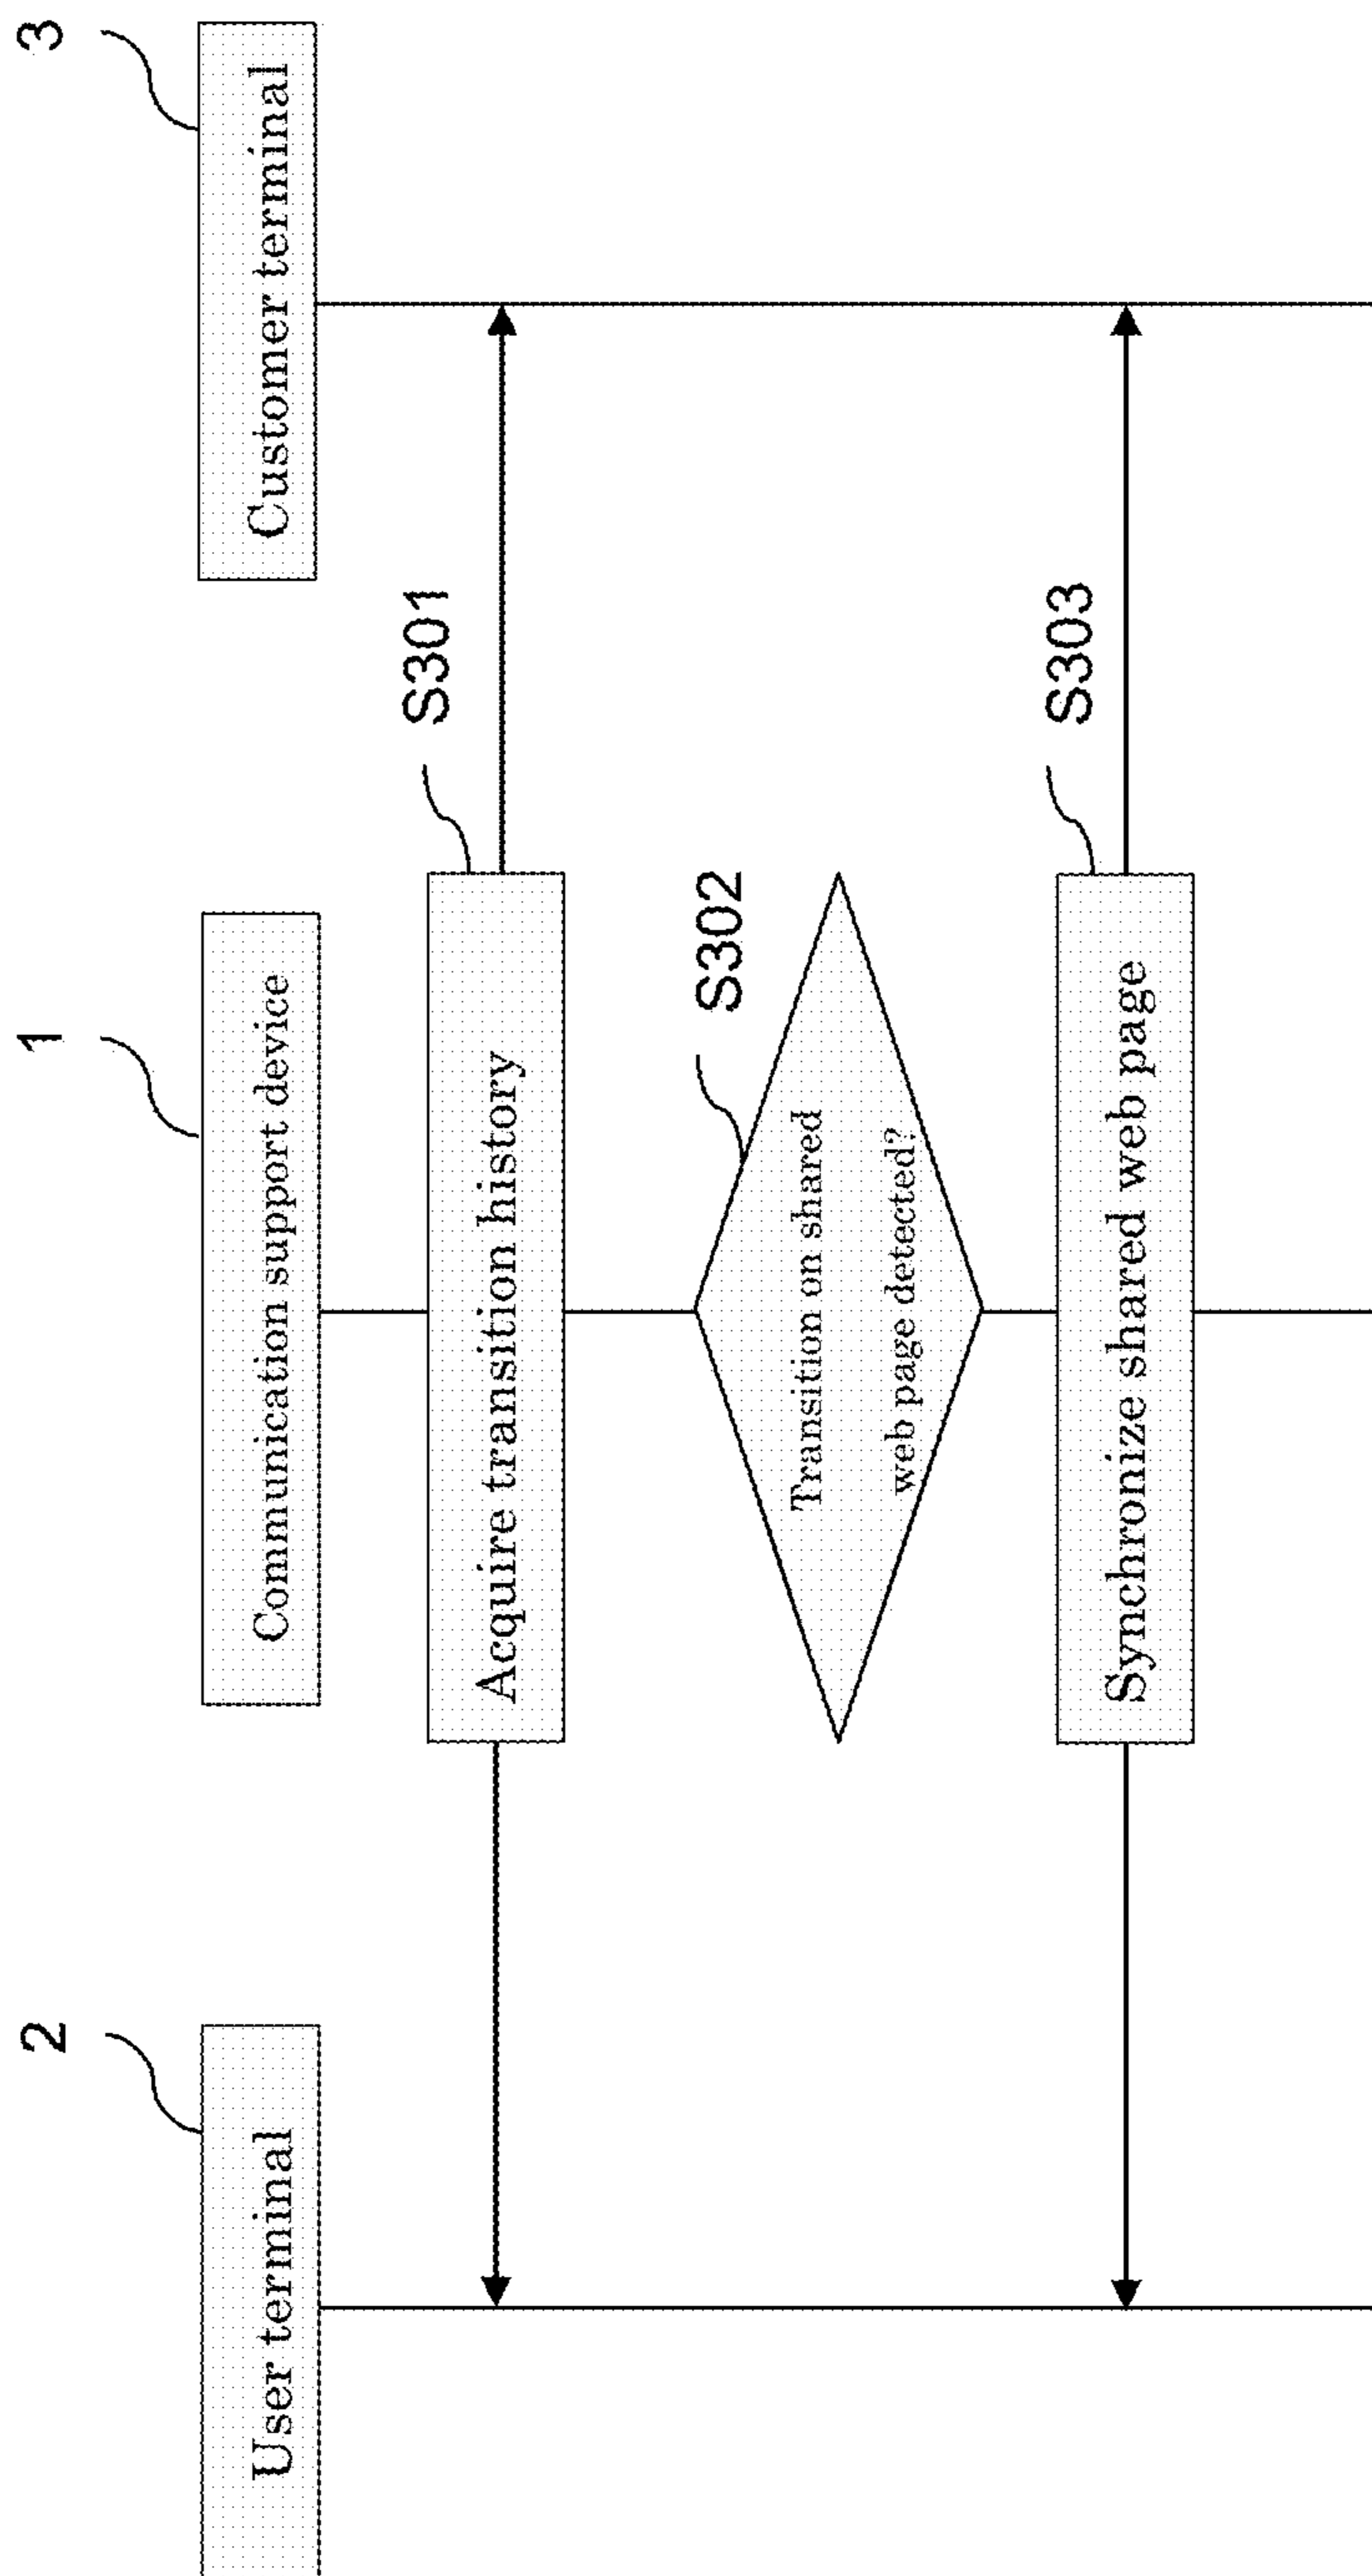 2
1
3
User terminal
Communication support device
Customer terminal
S301
Acquire transition history
S302
Transition on shared
web page detected?
S303
Synchronize shared web page